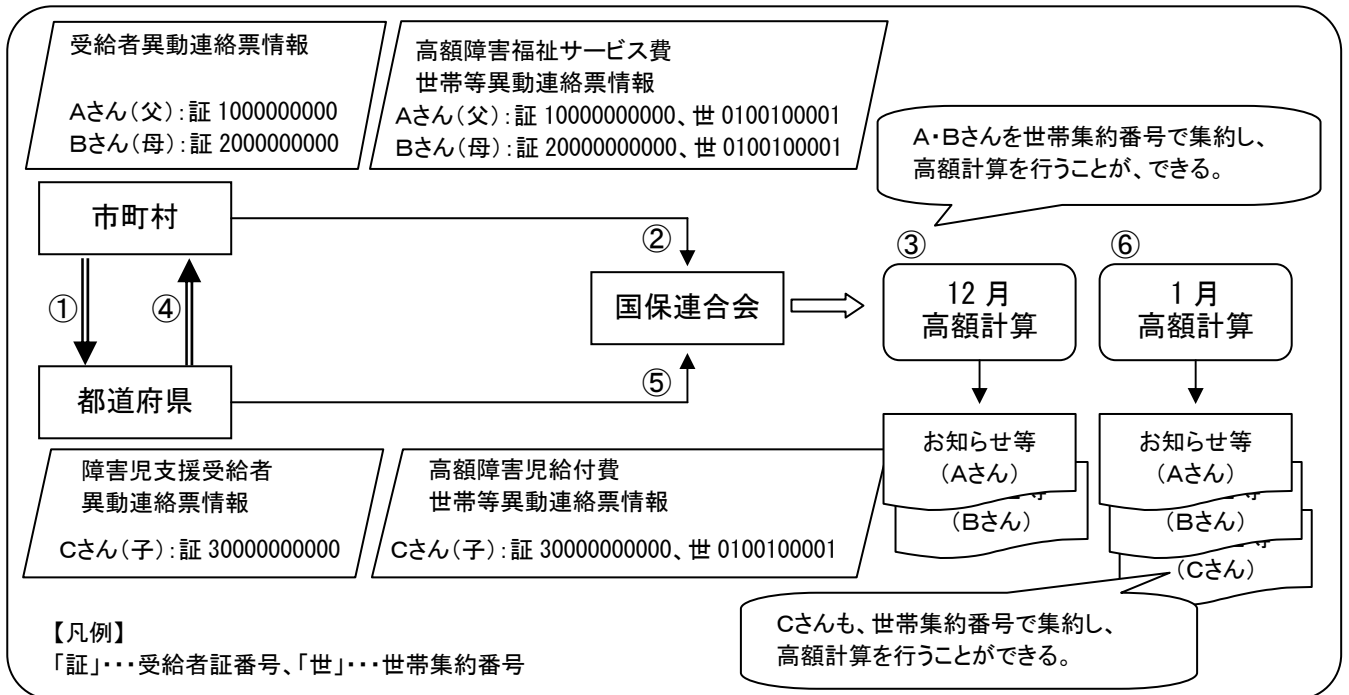 受給者異動連絡票情報
Aさん(父):証 1000000000
Bさん(母):証 2000000000
高額障害福祉サービス費
世帯等異動連絡票情報
Aさん(父):証 10000000000、世 0100100001
Bさん(母):証 20000000000、世 0100100001
A・Bさんを世帯集約番号で集約し、
高額計算を行うことが、できる。
市町村
①
④
都道府県
②
国保連合会
⑤
③
12 月
高額計算
⑥
1 月
高額計算
お知らせ等
(Aさん)
(Bさん)
お知らせ等
(Aさん)
(Bさん)
(Cさん)
障害児支援受給者
異動連絡票情報
Cさん(子):証 30000000000
高額障害児給付費
世帯等異動連絡票情報
Cさん(子):証 30000000000、世 0100100001
Cさんも、世帯集約番号で集約し、
高額計算を行うことができる。
【凡例】
「証」・・・受給者証番号、「世」・・・世帯集約番号